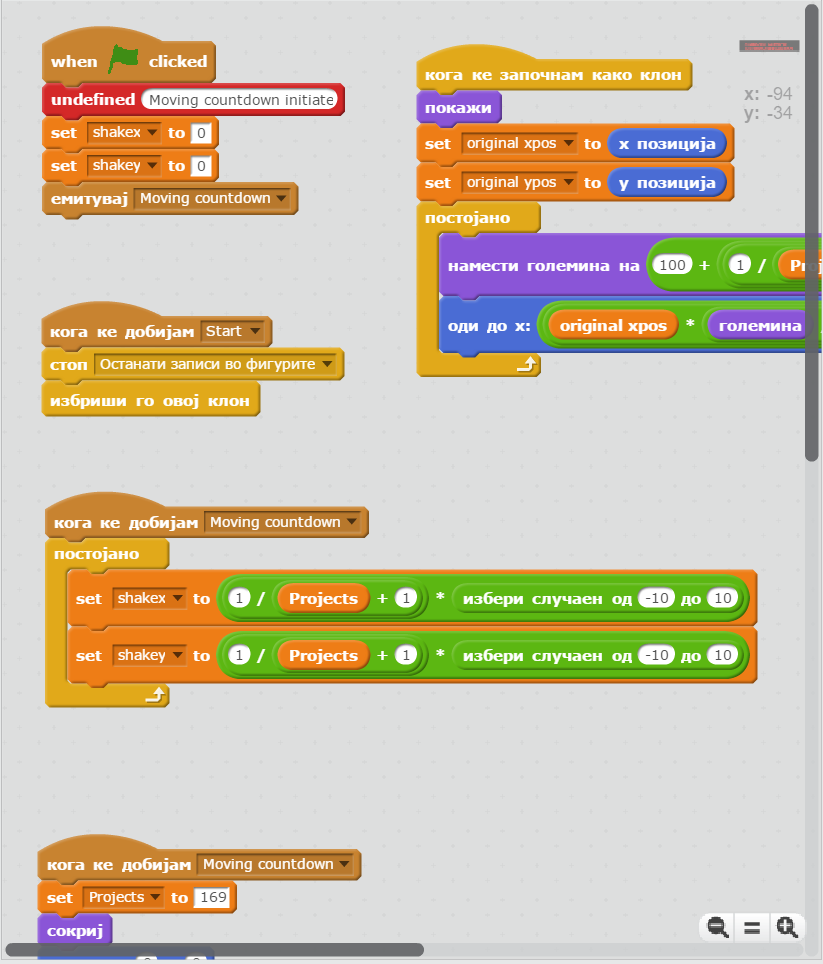 when clicked
undefined Moving countdown initiate
set shakex to 0
set shakey to 0
емитувај Moving countdown
кога ќе започнам како клон
покажи
set original xpos to x позиција
set original ypos to y позиција
постојано
намести големина на 100 + 1 / Proj
оди до x: original xpos * големина
x: -94
y: -34
кога ќе добијам Start
стоп Останати записи во фигурите
избриши го овој клон
кога ќе добијам Moving countdown
постојано
set shakex to 1 / Projects + 1 * избери случаен од -10 до 10
set shakey to 1 / Projects + 1 * избери случаен од -10 до 10
кога ќе добијам Moving countdown
set Projects to 169
сокриј